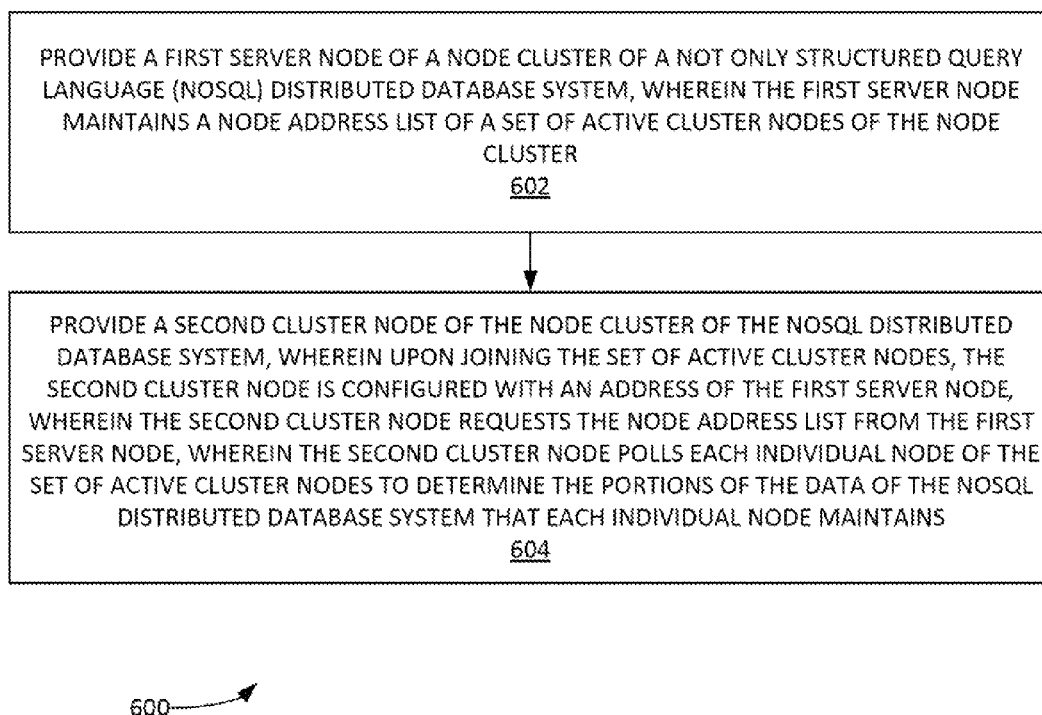 PROVIDE A FIRST SERVER NODE OF A NODE CLUSTER OF A NOT ONLY STRUCTURED QUERY
LANGUAGE (NOSQL) DISTRIBUTED DATABASE SYSTEM, WHEREIN THE FIRST SERVER NODE
MAINTAINS A NODE ADDRESS LIST OF A SET OF ACTIVE CLUSTER NODES OF THE NODE
CLUSTER
602
PROVIDE A SECOND CLUSTER NODE OF THE NODE CLUSTER OF THE NOSQL DISTRIBUTED
DATABASE SYSTEM, WHEREIN UPON JOINING THE SET OF ACTIVE CLUSTER NODES, THE
SECOND CLUSTER NODE IS CONFIGURED WITH AN ADDRESS OF THE FIRST SERVER NODE,
WHEREIN THE SECOND CLUSTER NODE REQUESTS THE NODE ADDRESS LIST FROM THE FIRST
SERVER NODE, WHEREIN THE SECOND CLUSTER NODE POLLS EACH INDIVIDUAL NODE OF THE
SET OF ACTIVE CLUSTER NODES TO DETERMINE THE PORTIONS OF THE DATA OF THE NOSQL
DISTRIBUTED DATABASE SYSTEM THAT EACH INDIVIDUAL NODE MAINTAINS
604
600